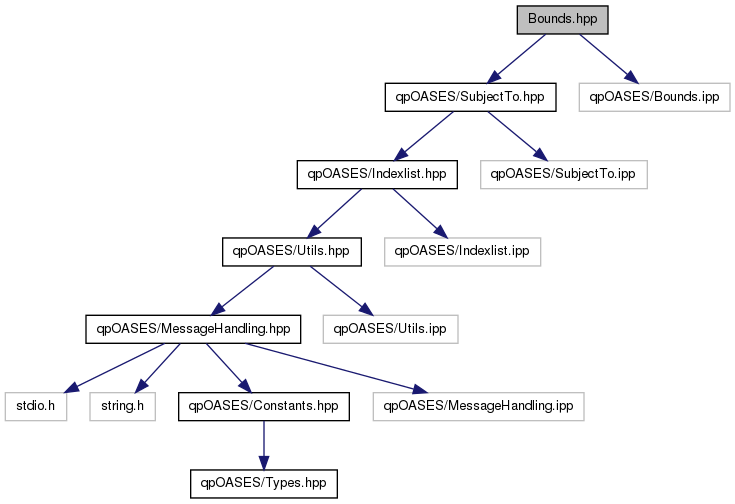 Bounds.hpp
qpOASES/SubjectTo.hpp
qpOASES/Bounds.ipp
qpOASES/Indexlist.hpp
qpOASES/SubjectTo.ipp
qpOASES/Utils.hpp
qpOASES/Indexlist.ipp
qpOASES/MessageHandling.hpp
qpOASES/Utils.ipp
stdio.h
string.h
qpOASES/Constants.hpp
qpOASES/MessageHandling.ipp
qpOASES/Types.hpp